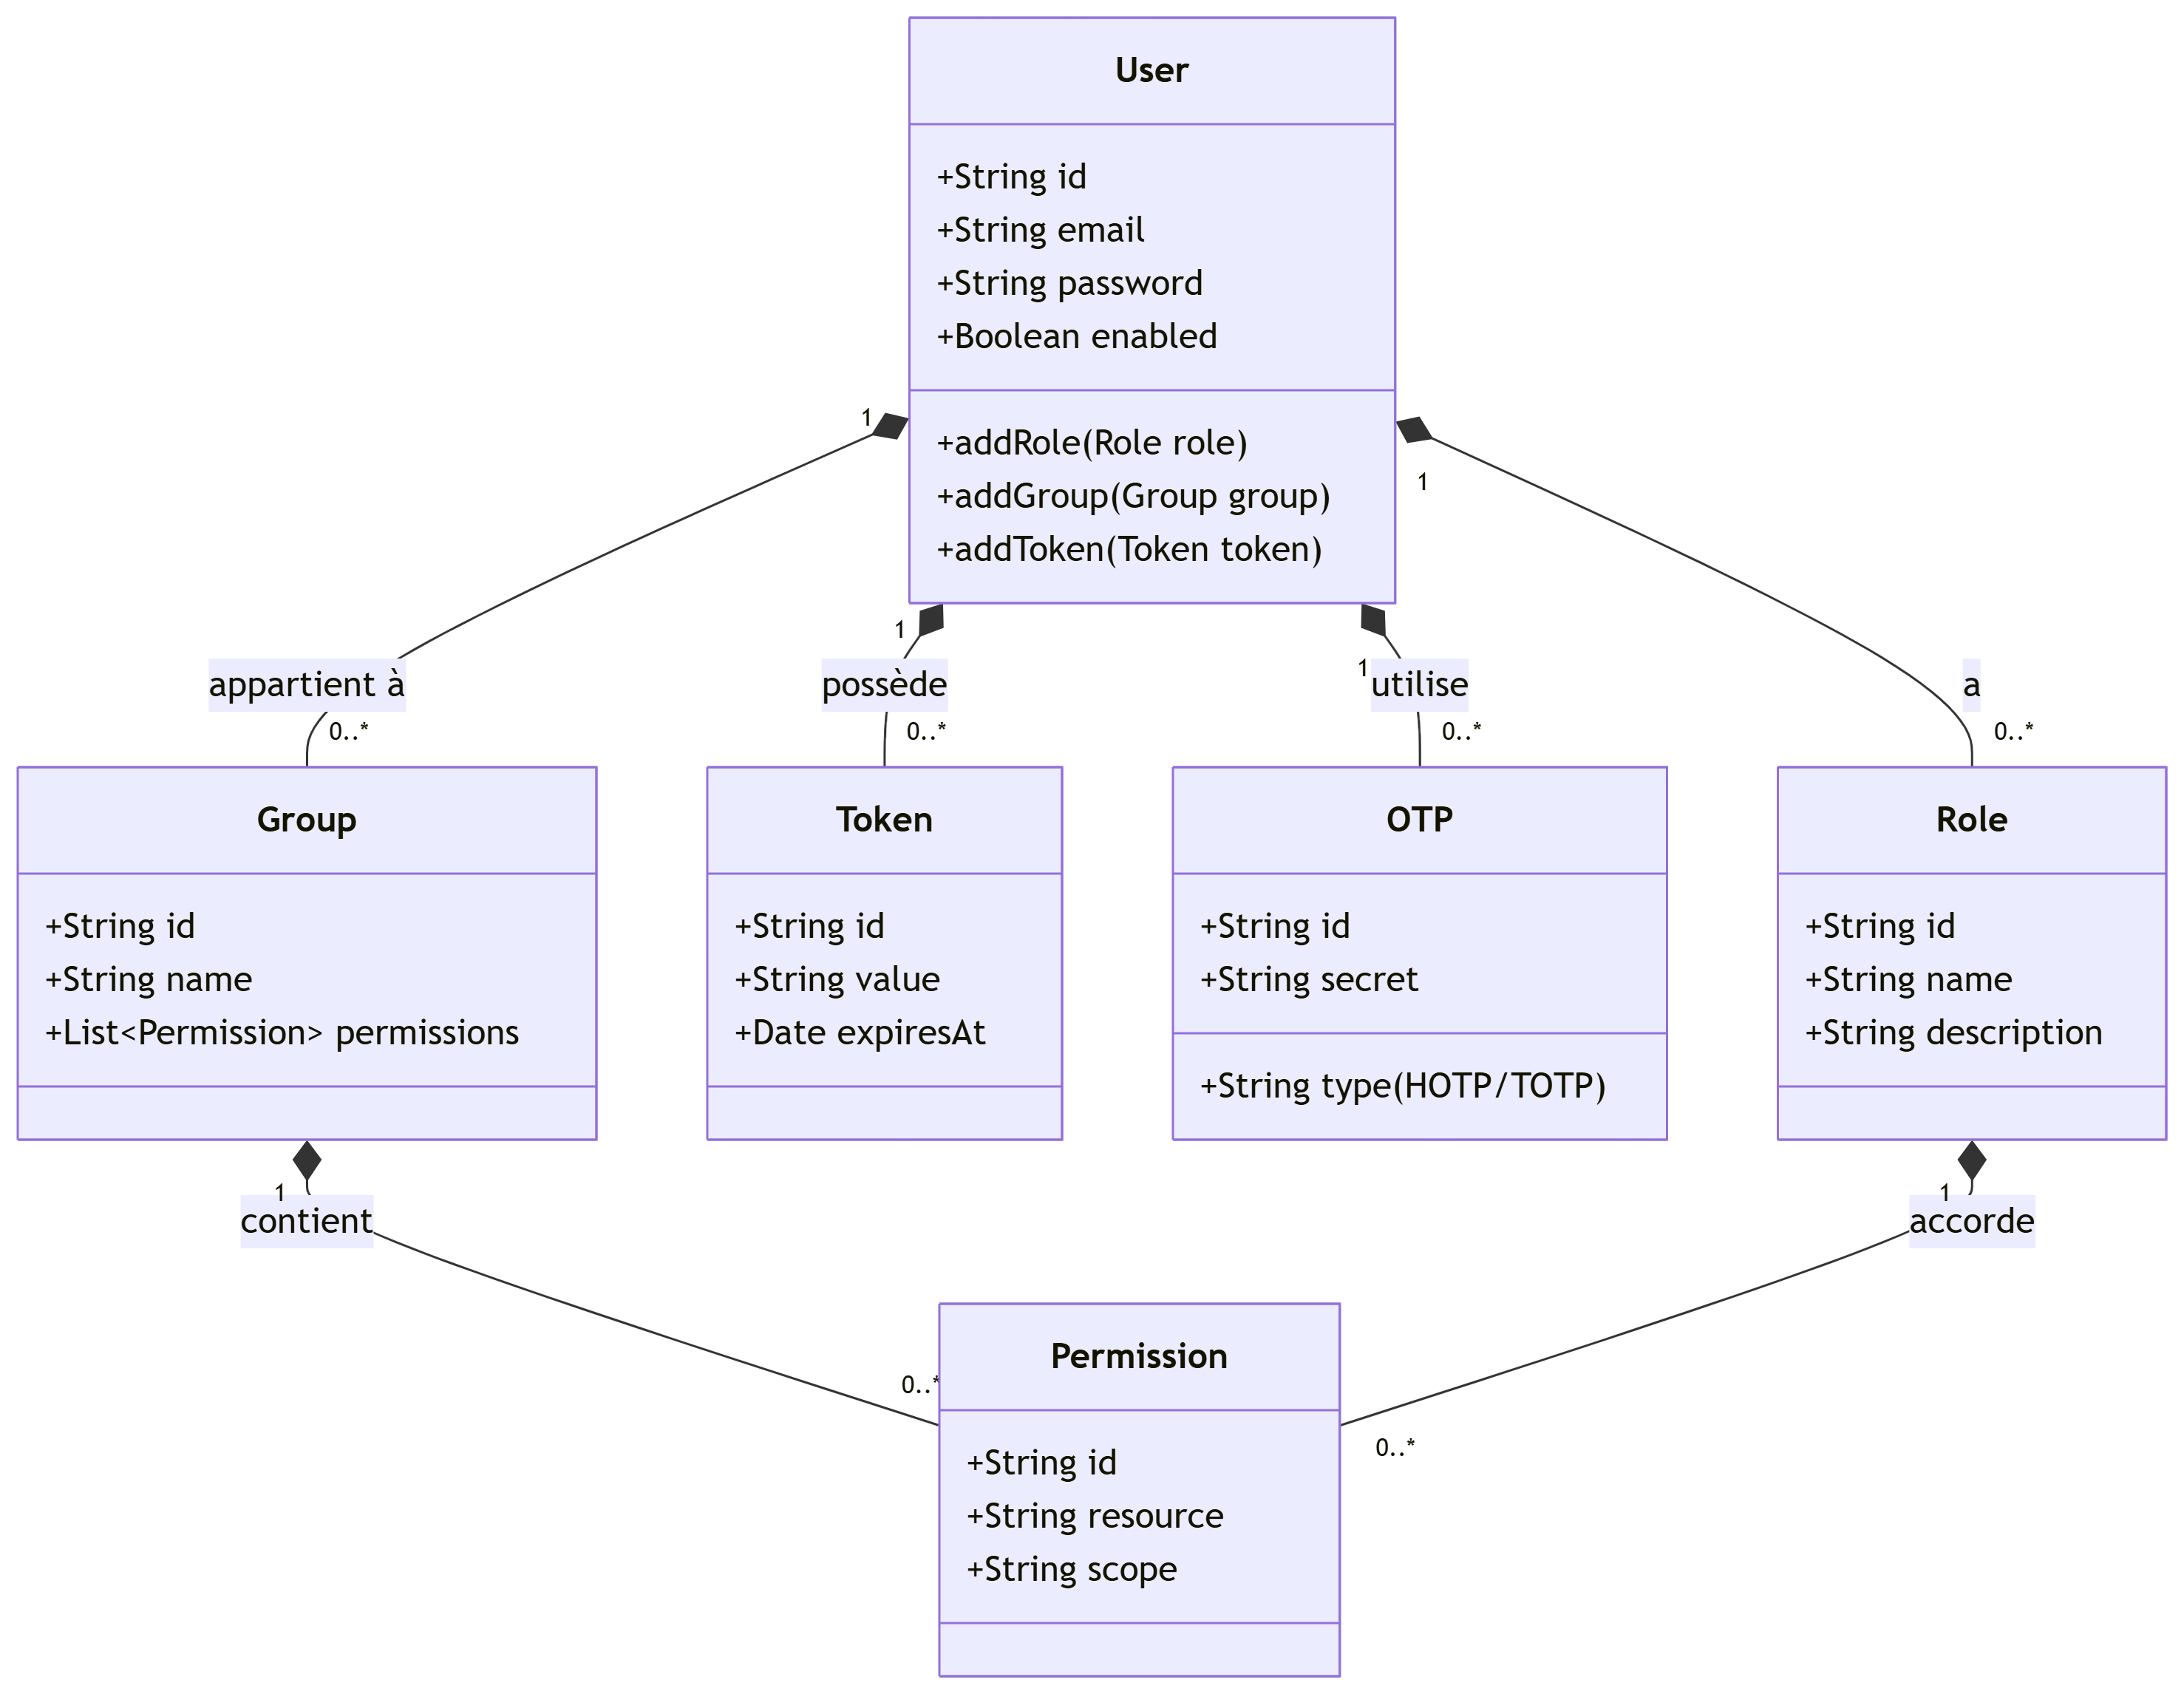 User
+String id
+String email
+String password
+Boolean enabled
+addRole(Role role)
+addGroup(Group group)
+addToken(Token token)
1
1
1
1
appartient à
possède
utilise
a
0..*
0..*
0..*
0..*
Group
+String id
+String name
+List<Permission> permissions
Token
+String id
+String value
+Date expiresAt
OTP
+String id
+String secret
+String type(HOTP/TOTP)
Role
+String id
+String name
+String description
1
contient
1
accorde
0..*
0..*
Permission
+String id
+String resource
+String scope